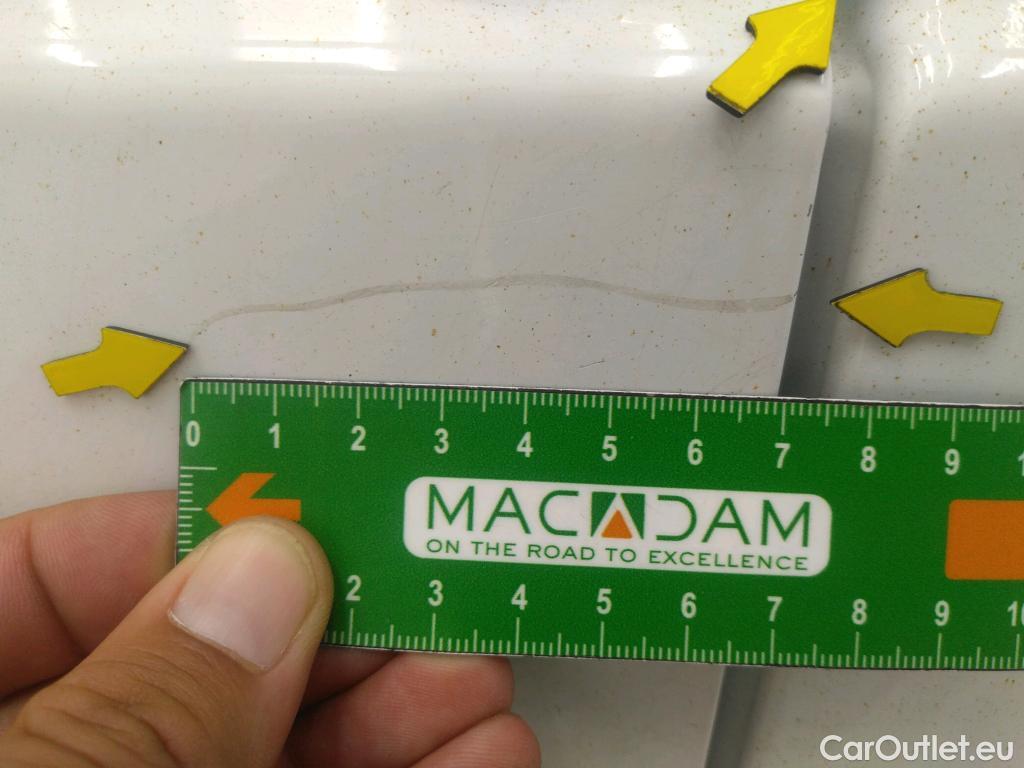 0 1 2 3 4 5 6 7 8 9
MACADAM
ON THE ROAD TO EXCELLENCE
2 3 4 5 6 7 8 9 10
CarOutlet.eu